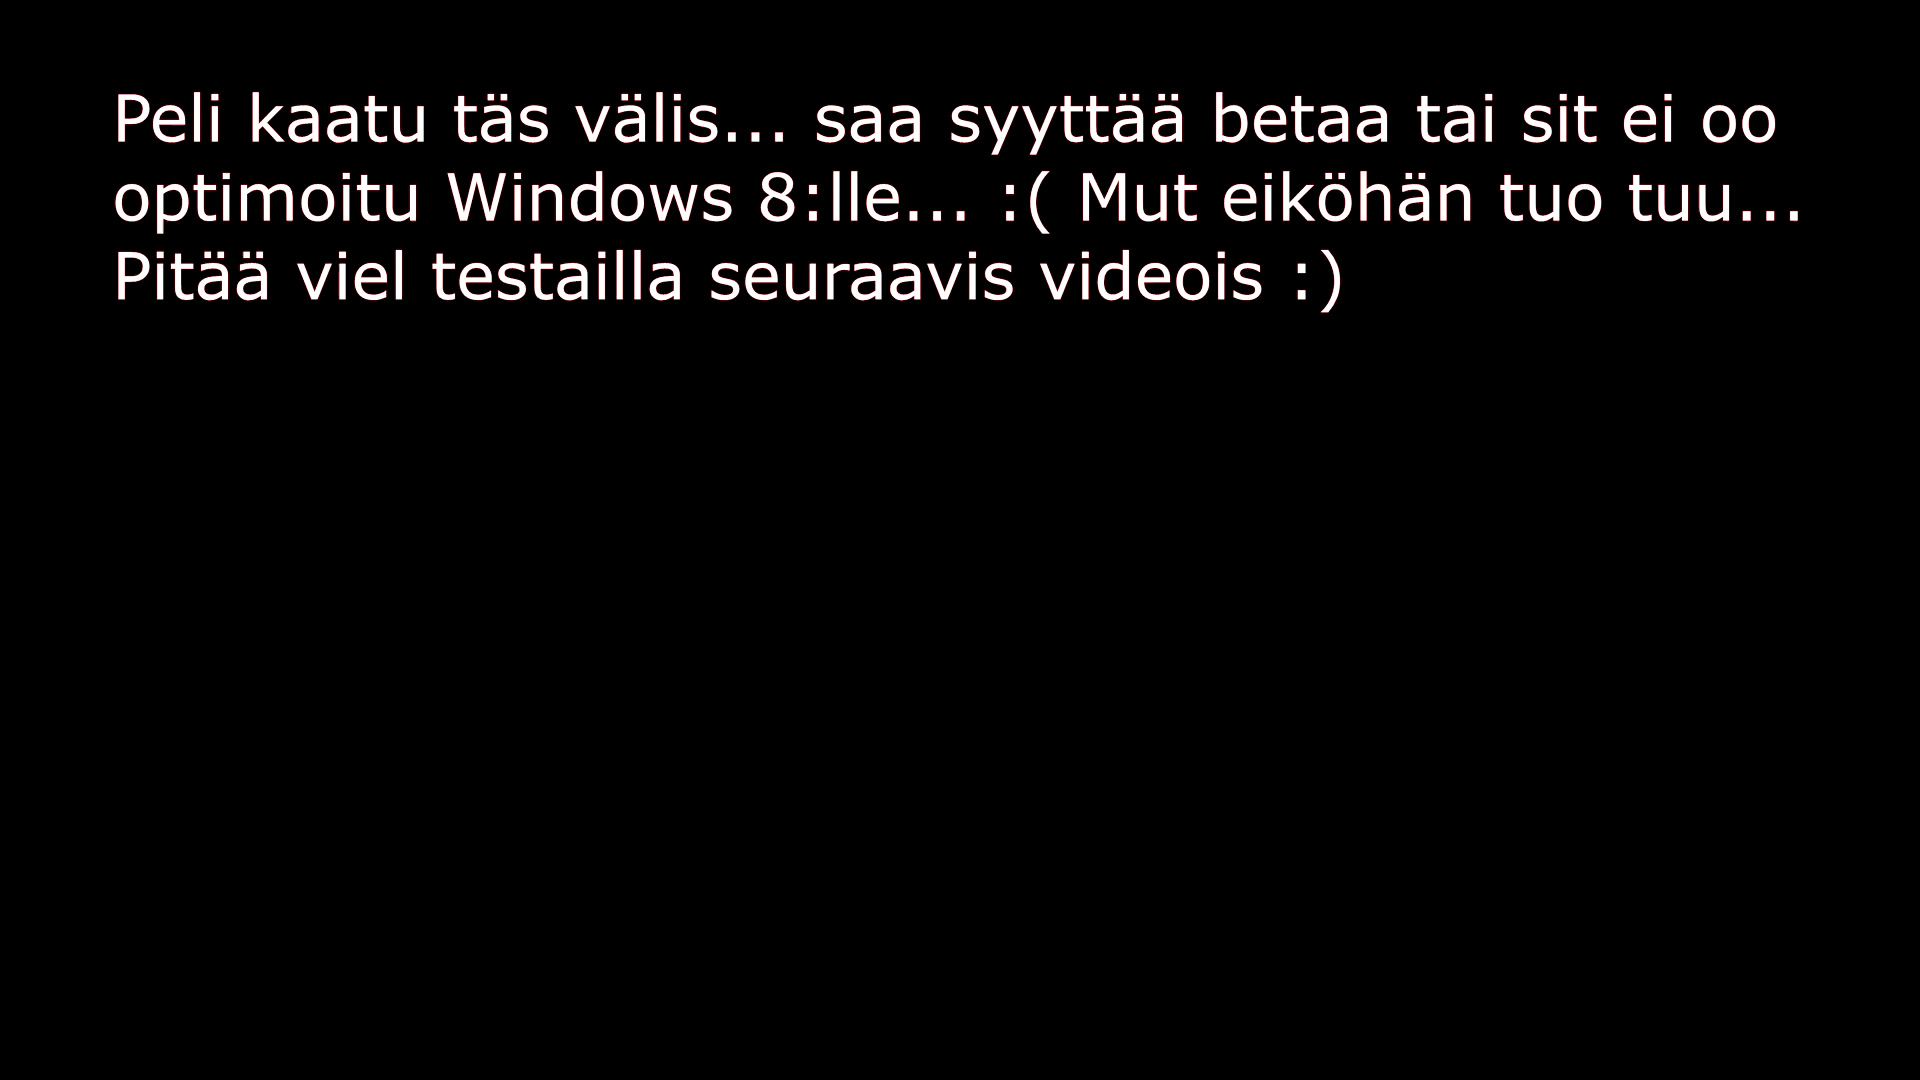 Peli kaatu täs välis... saa syyttää betaa tai sit ei oo
optimoitu Windows 8:lle... :( Mut eiköhän tuo tuu...
Pitää viel testailla seuraavis videois :)